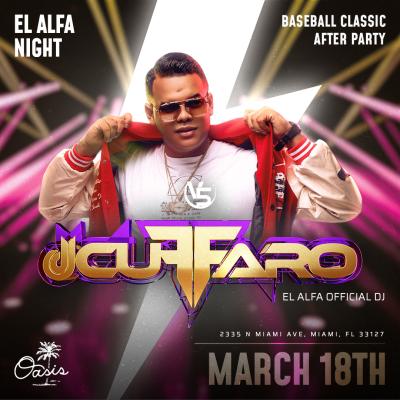 EL ALFA
NIGHT
BASEBALL CLASSIC
AFTER PARTY
VS
DJ CUFFARO
EL ALFA OFFICIAL DJ
2335 N MIAMI AVE, MIAMI, FL 33127
Oasis
MARCH 18TH